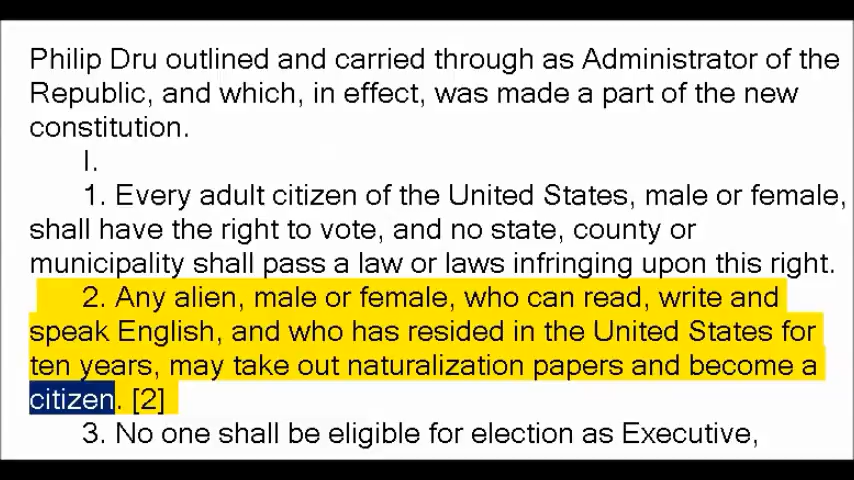 Philip Dru outlined and carried through as Administrator of the
Republic, and which, in effect, was made a part of the new
constitution.
I.
1. Every adult citizen of the United States, male or female,
shall have the right to vote, and no state, county or
municipality shall pass a law or laws infringing upon this right.
2. Any alien, male or female, who can read, write and
speak English, and who has resided in the United States for
ten years, may take out naturalization papers and become a
citizen. [2]
3. No one shall be eligible for election as Executive,